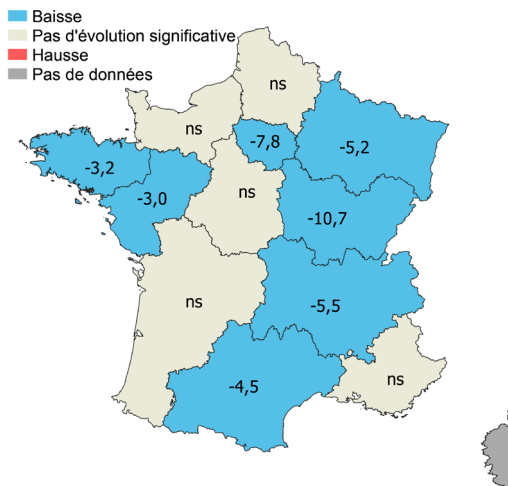 Baisse
Pas d'évolution significative
Hausse
Pas de données
ns
ns
-7,8
-5,2
-3,2
-3,0
ns
-10,7
ns
-5,5
-4,5
ns